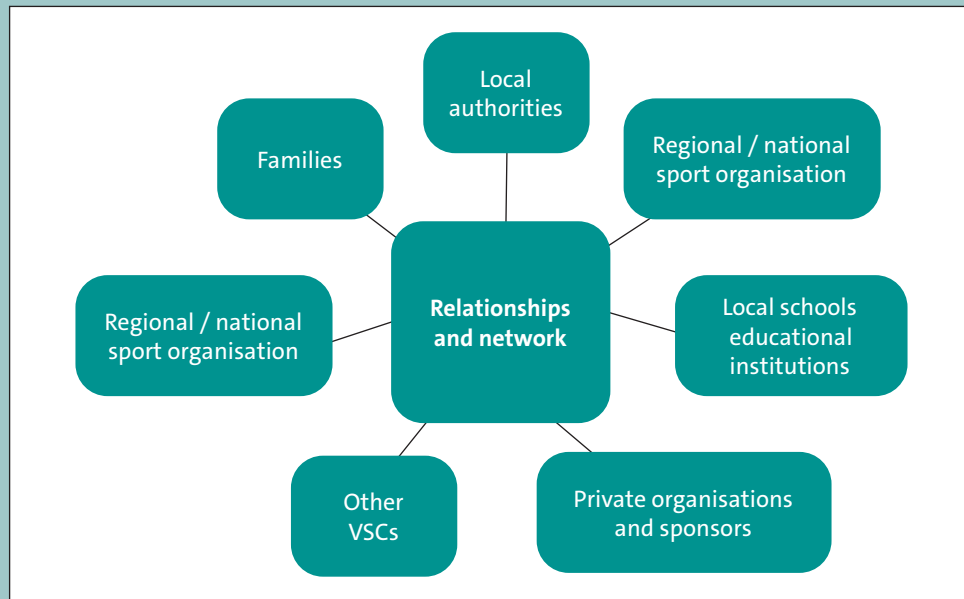 Local
authorities
Families
Regional / national
sport organisation
Regional / national
sport organisation
Relationships
and network
Local schools
educational
institutions
Other
VSCs
Private organisations
and sponsors